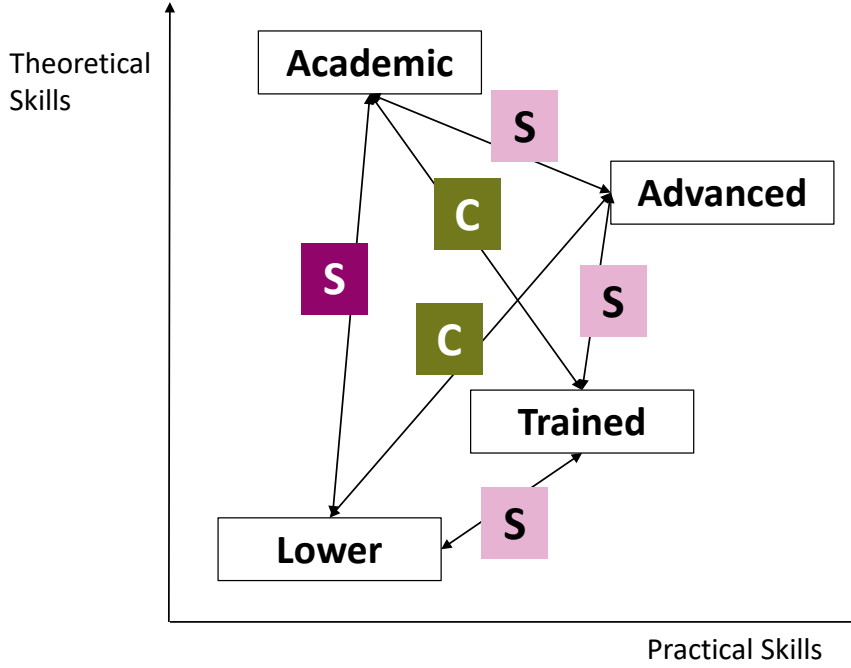 Theoretical
Skills
Academic
S
Advanced
C
S
S
C
Trained
S
Lower
Practical Skills